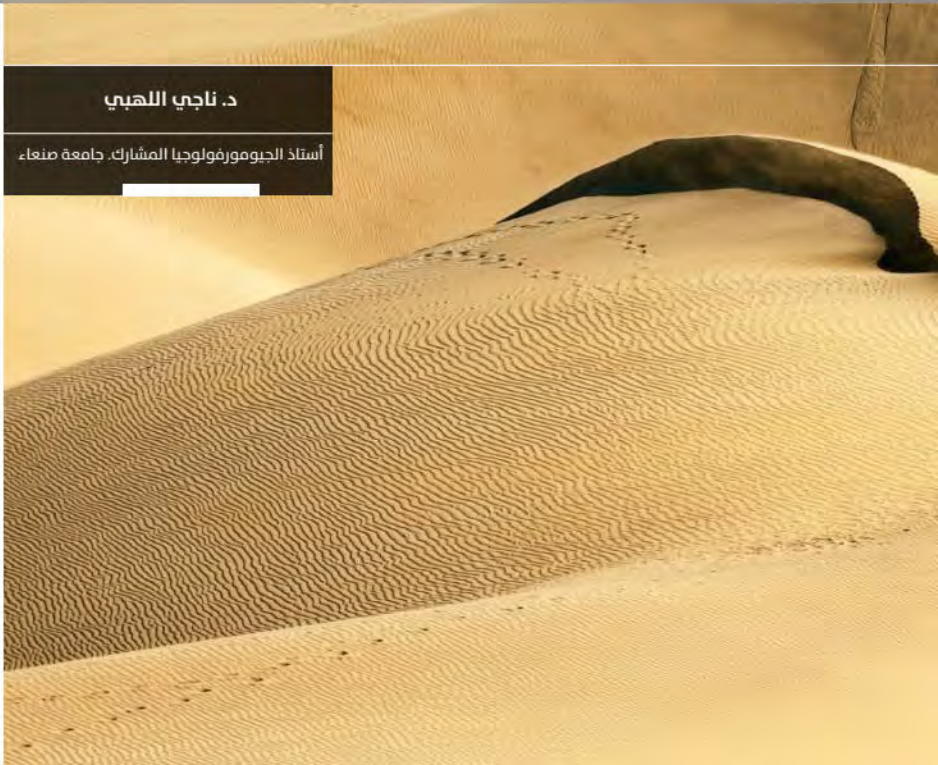 د. ناجي اللهبي
أستاذ الجيومورفولوجيا المشارك. جامعة صنعاء